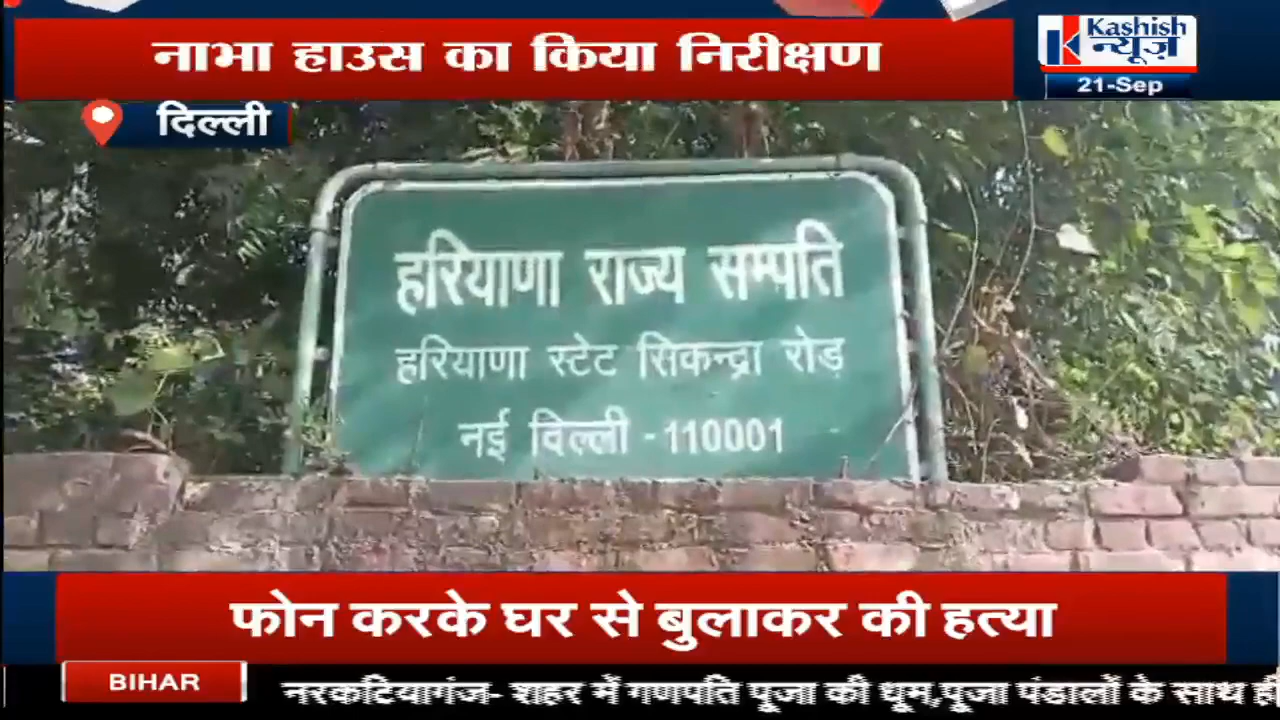 नाभा हाउस का किया निरीक्षण
Kashish
न्यूज़
21-Sep
दिल्ली
हरियाणा राज्य सम्पति
हरियाणा स्टेट सिकन्द्रा रोड़
नई दिल्ली - 110001
फोन करके घर से बुलाकर की हत्या
BIHAR
नरकटियागंज- शहर में गणपति पूजा की धूम,पूजा पंडालों के साथ ही